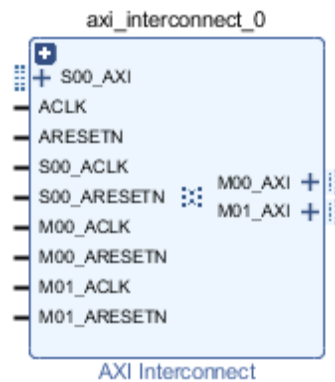 axi_interconnect_0
S00_AXI
ACLK
ARESETN
S00_ACLK
S00_ARESETN
M00_ACLK
M00_ARESETN
M01_ACLK
M01_ARESETN
M00_AXI
M01_AXI
AXI Interconnect